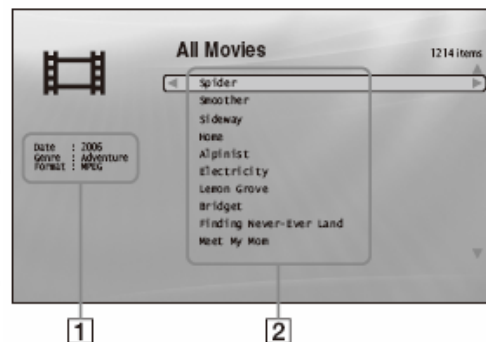 All Movies
1214 items
Spider
Smoother
Sideway
Home
Alpinist
Electricity
Lemon Grove
Bridget
Finding Never-Ever Land
Meet My Mom
Date : 2006
Genre : Adventure
Format : MPEG
1
2